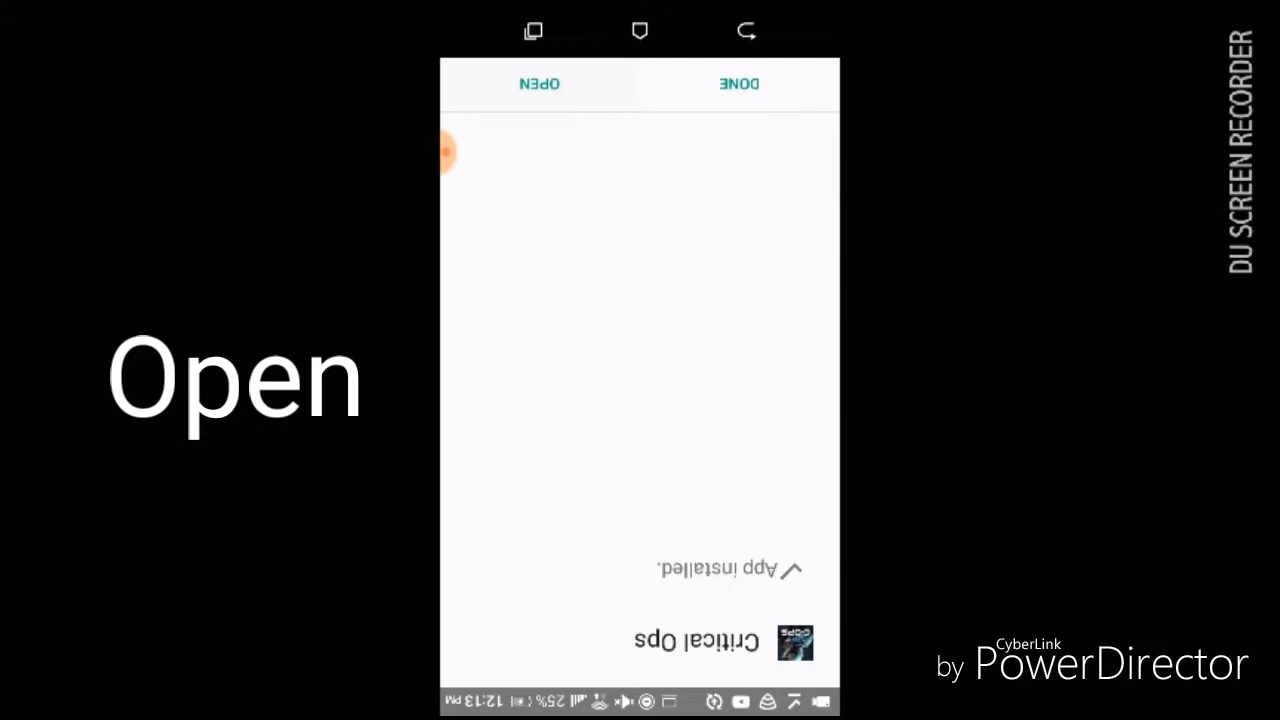 Open
12:13 PM
25%
Critical Ops
App installed.
DONE
OPEN
DU SCREEN RECORDER
by CyberLink
PowerDirector